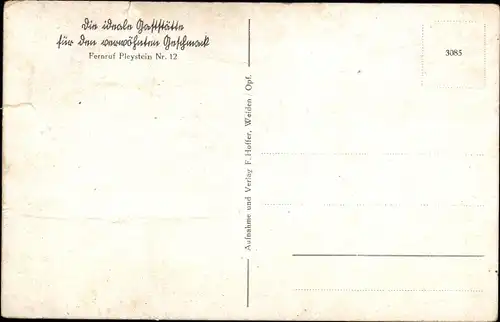 Die ideale Gaststätte
für den verwöhnten Geschmack
Fernruf Pleystein Nr. 12
Aufnahme und Verlag F. Hoffer, Weiden Opf.
3085